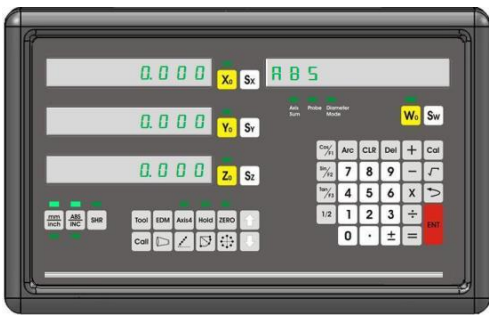 0.000 X₀ Sx ABS
Axis Sum Probe Diameter Mode
W₀ Sw
0.000 Y₀ Sy
Cos/F1 Arc CLR Del + Cal
0.000 Z₀ Sz
Sin/F2 7 8 9 - √
Tan/F3 4 5 6 X
mm/inch ABS/INC SHR
Tool EDM Axis4 Hold ZERO
1/2 1 2 3 ÷ ENT
Call
0 · ± =